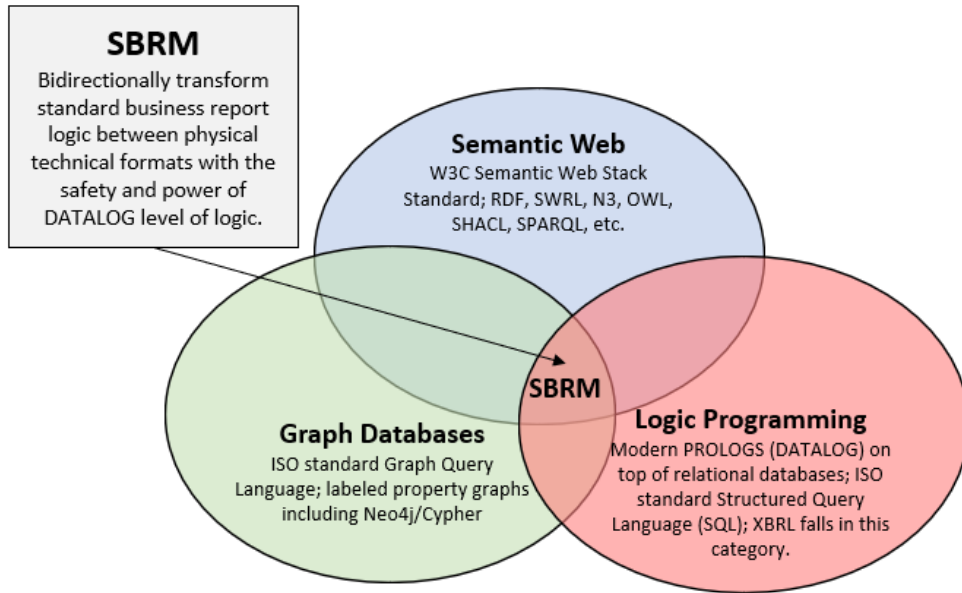 SBRM
Bidirectionally transform
standard business report
logic between physical
technical formats with the
safety and power of
DATALOG level of logic.
Semantic Web
W3C Semantic Web Stack
Standard; RDF, SWRL, N3, OWL,
SHACL, SPARQL, etc.
SBRM
Graph Databases
ISO standard Graph Query
Language; labeled property graphs
including Neo4j/Cypher
Logic Programming
Modern PROLOGS (DATALOG) on
top of relational databases; ISO
standard Structured Query
Language (SQL); XBRL falls in this
category.